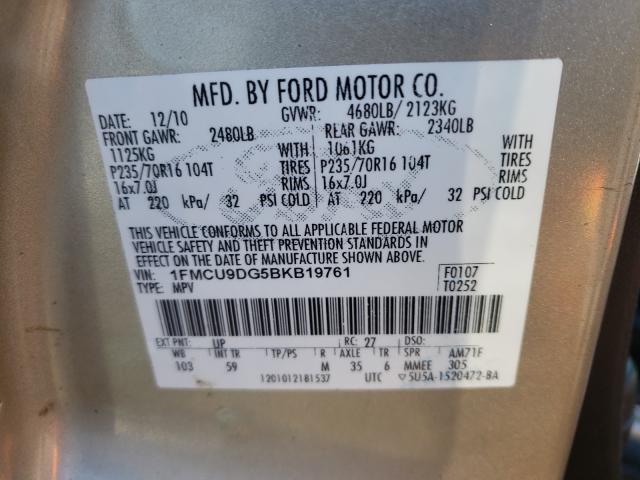 MFD. BY FORD MOTOR CO.
DATE: 12/10 GVWR: 4680LB/ 2123KG
FRONT GAWR: 2480LB REAR GAWR: 2340LB
1125KG WITH 1061KG WITH
P235/70R16 104T TIRES P235/70R16 104T TIRES
16x7.0J RIMS 16x7.0J RIMS
AT 220 kPa/ 32 PSI COLD AT 220 kPa/ 32 PSI COLD
THIS VEHICLE CONFORMS TO ALL APPLICABLE FEDERAL MOTOR
VEHICLE SAFETY AND THEFT PREVENTION STANDARDS IN
EFFECT ON THE DATE OF MANUFACTURE SHOWN ABOVE.
VIN: 1FMCU9DG5BKB19761 F0107
TYPE: MPV T0252
EXT PNT: UP RC: 27 DSO:
WB INT TR TP/PS R AXLE TR SPR AM71F
103 59 M 35 6 MMEE 305
1201012181537 UTC ▽5U5A-1520472-BA